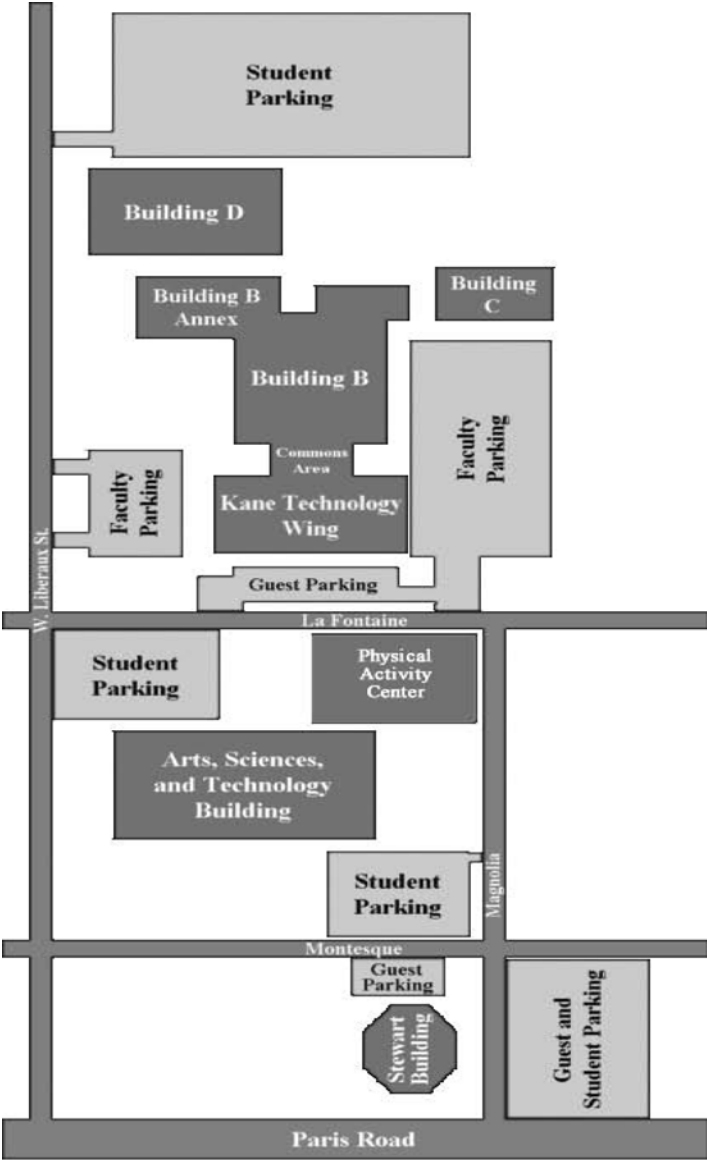 Student
Parking
Building D
Building B
Annex
Building
C
Building B
Commons
Area
Faculty
Parking
Kane Technology
Wing
Faculty
Parking
W. Liberaux St.
Guest Parking
La Fontaine
Student
Parking
Physical
Activity
Center
Arts, Sciences,
and Technology
Building
Student
Parking
Magnolia
Montesque
Guest
Parking
Stewart
Building
Guest and
Student Parking
Paris Road